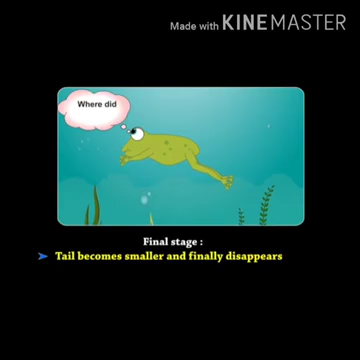 Made with KINEMASTER
Where did
Final stage :
➤ Tail becomes smaller and finally disappears